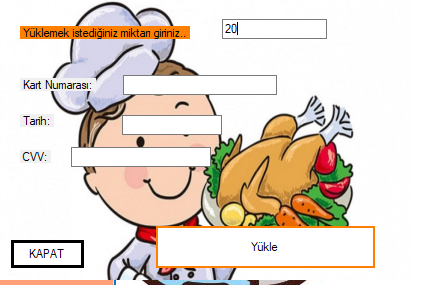 Yüklemek istediğiniz miktarı giriniz.. 20
Kart Numarası:
Tarih:
CVV:
KAPAT
Yükle